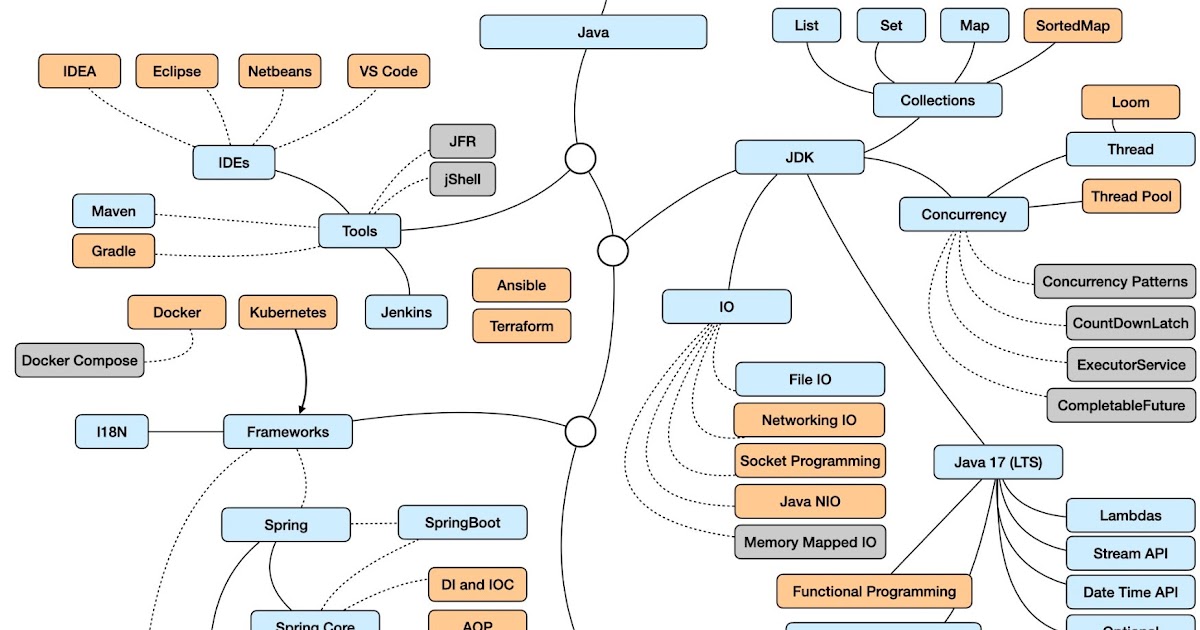 Java
List
Set
Map
SortedMap
IDEA
Eclipse
Netbeans
VS Code
Collections
Loom
JFR
IDEs
JDK
Thread
jShell
Maven
Thread Pool
Tools
Concurrency
Gradle
Ansible
Concurrency Patterns
Docker
Kubernetes
Jenkins
IO
Terraform
CountDownLatch
Docker Compose
ExecutorService
File IO
CompletableFuture
I18N
Frameworks
Networking IO
Socket Programming
Java 17 (LTS)
Java NIO
Spring
SpringBoot
Lambdas
Memory Mapped IO
Stream API
DI and IOC
Functional Programming
Date Time API
Spring Core
AOP
Optional